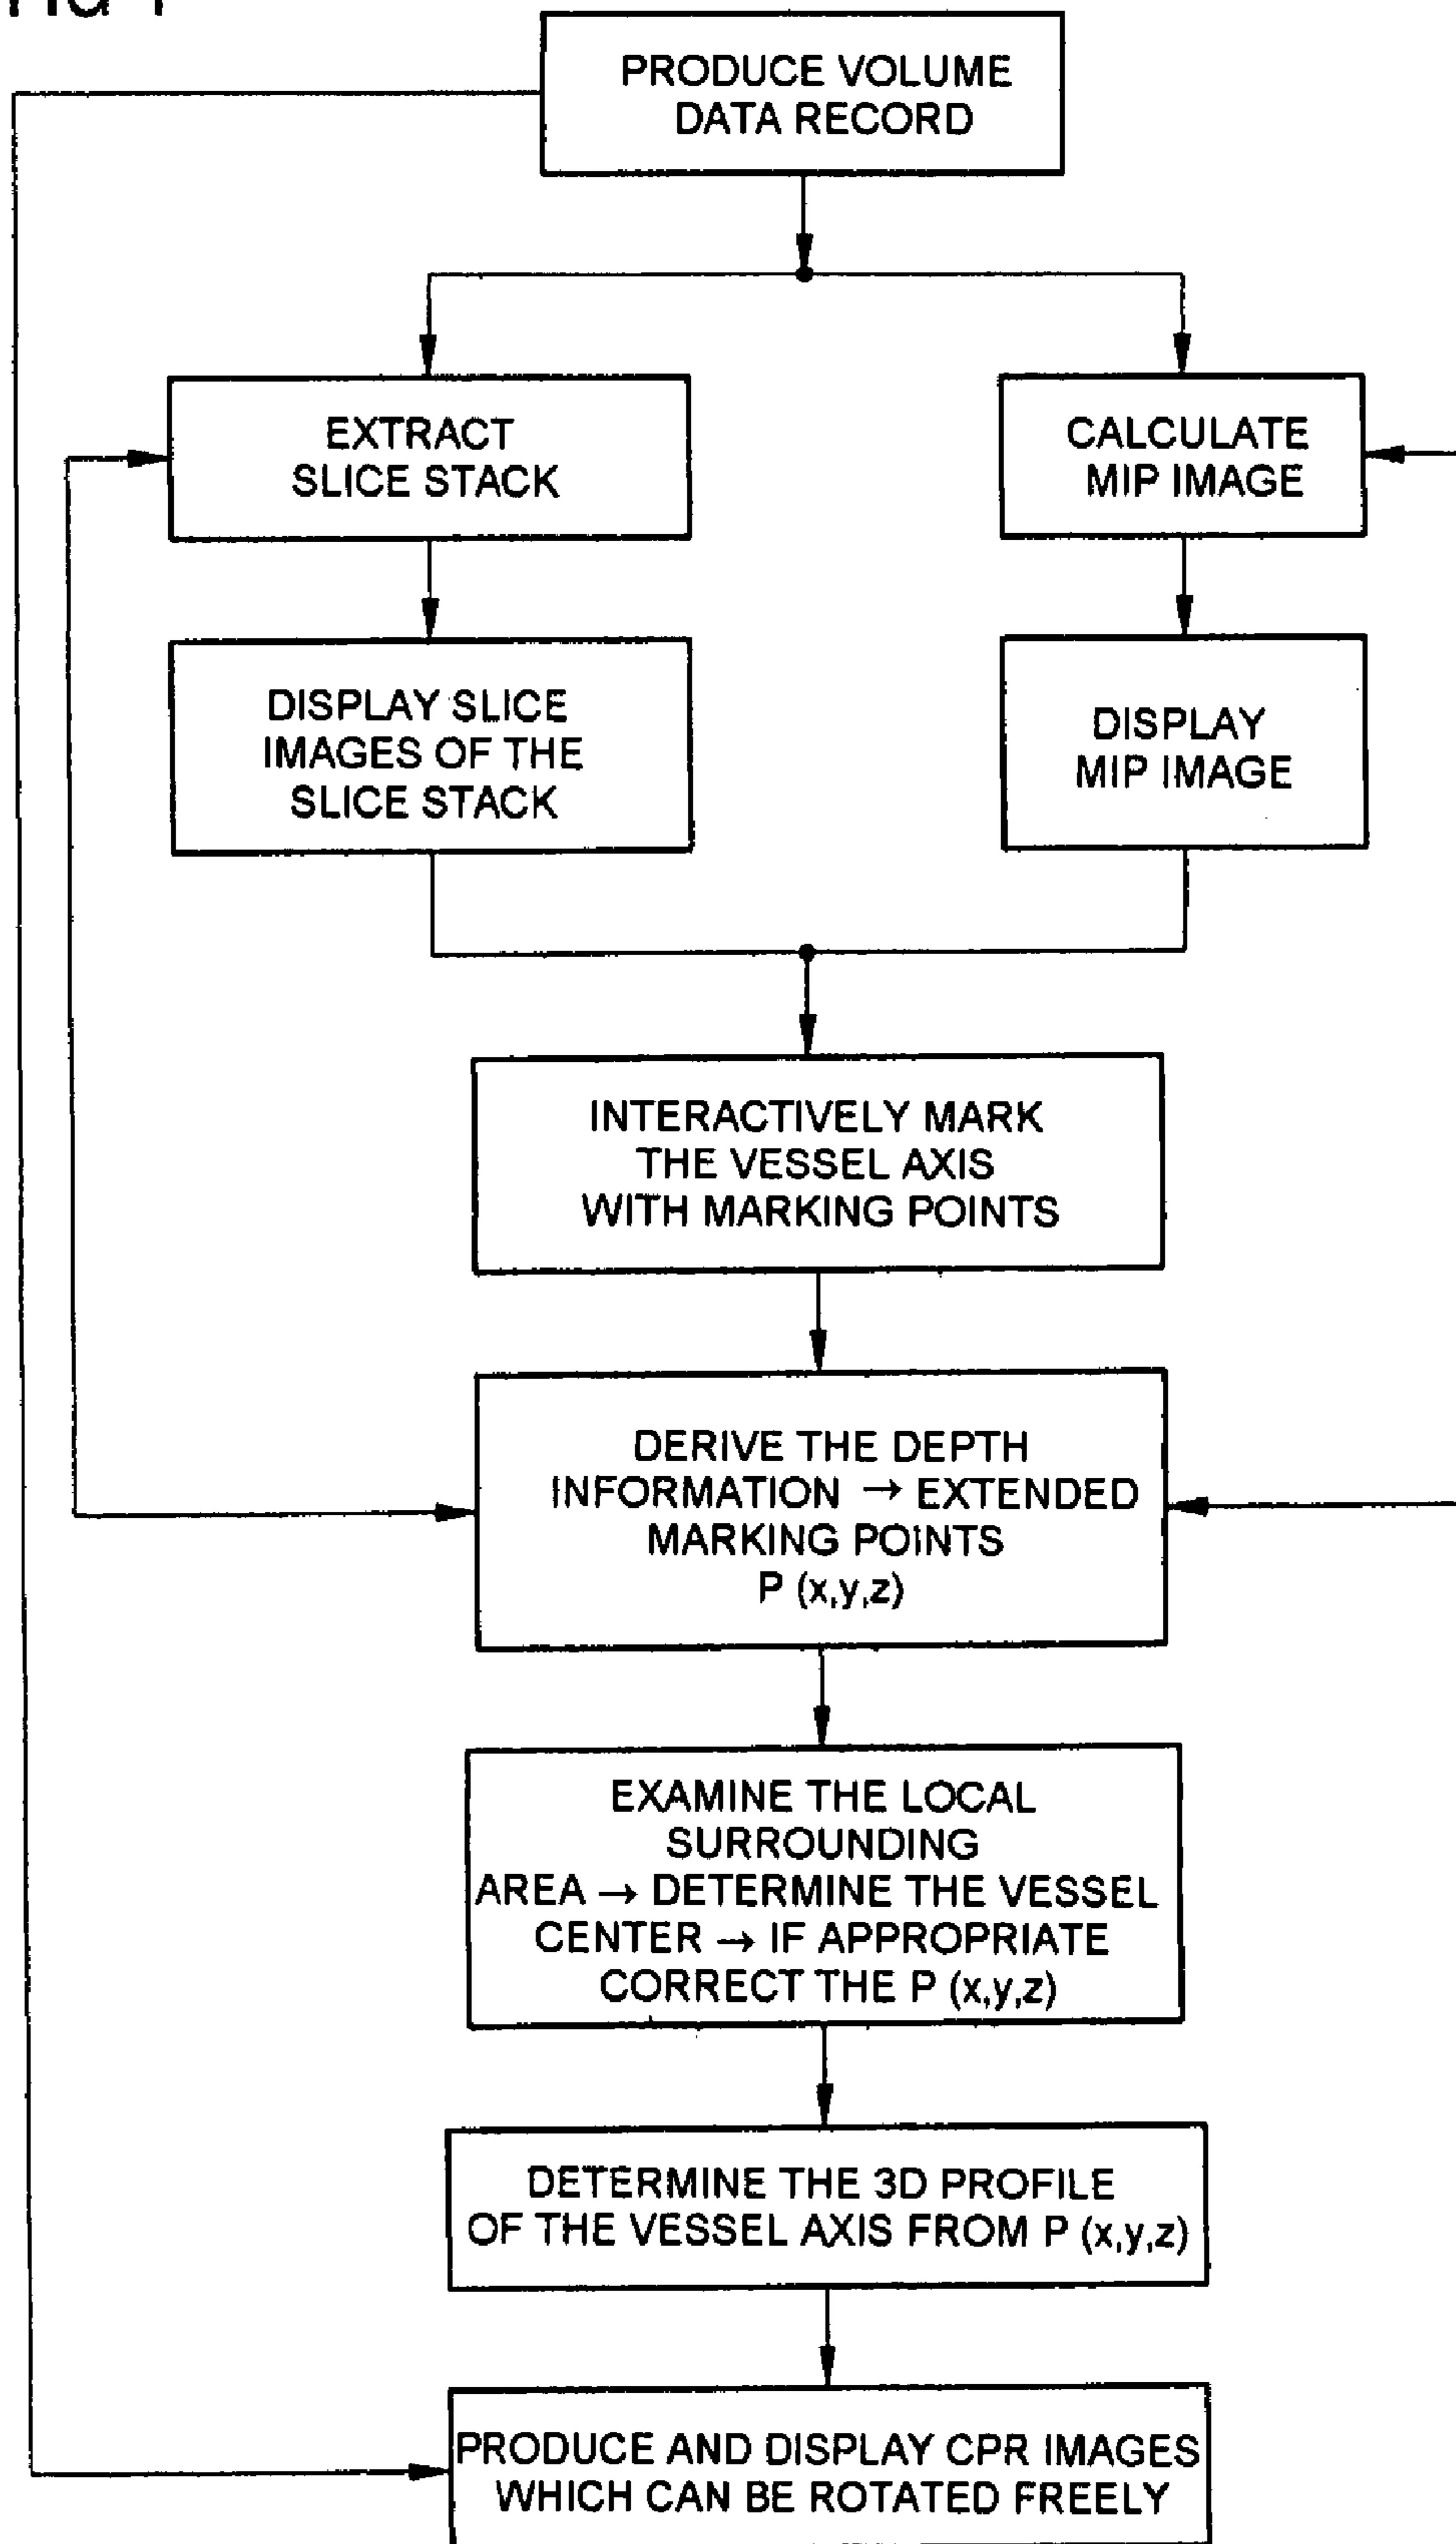 PRODUCE VOLUME
DATA RECORD
EXTRACT
SLICE STACK
CALCULATE
MIP IMAGE
DISPLAY SLICE
IMAGES OF THE
SLICE STACK
DISPLAY
MIP IMAGE
INTERACTIVELY MARK
THE VESSEL AXIS
WITH MARKING POINTS
DERIVE THE DEPTH
INFORMATION → EXTENDED
MARKING POINTS
P (x,y,z)
EXAMINE THE LOCAL
SURROUNDING
AREA → DETERMINE THE VESSEL
CENTER → IF APPROPRIATE
CORRECT THE P (x,y,z)
DETERMINE THE 3D PROFILE
OF THE VESSEL AXIS FROM P (x,y,z)
PRODUCE AND DISPLAY CPR IMAGES
WHICH CAN BE ROTATED FREELY